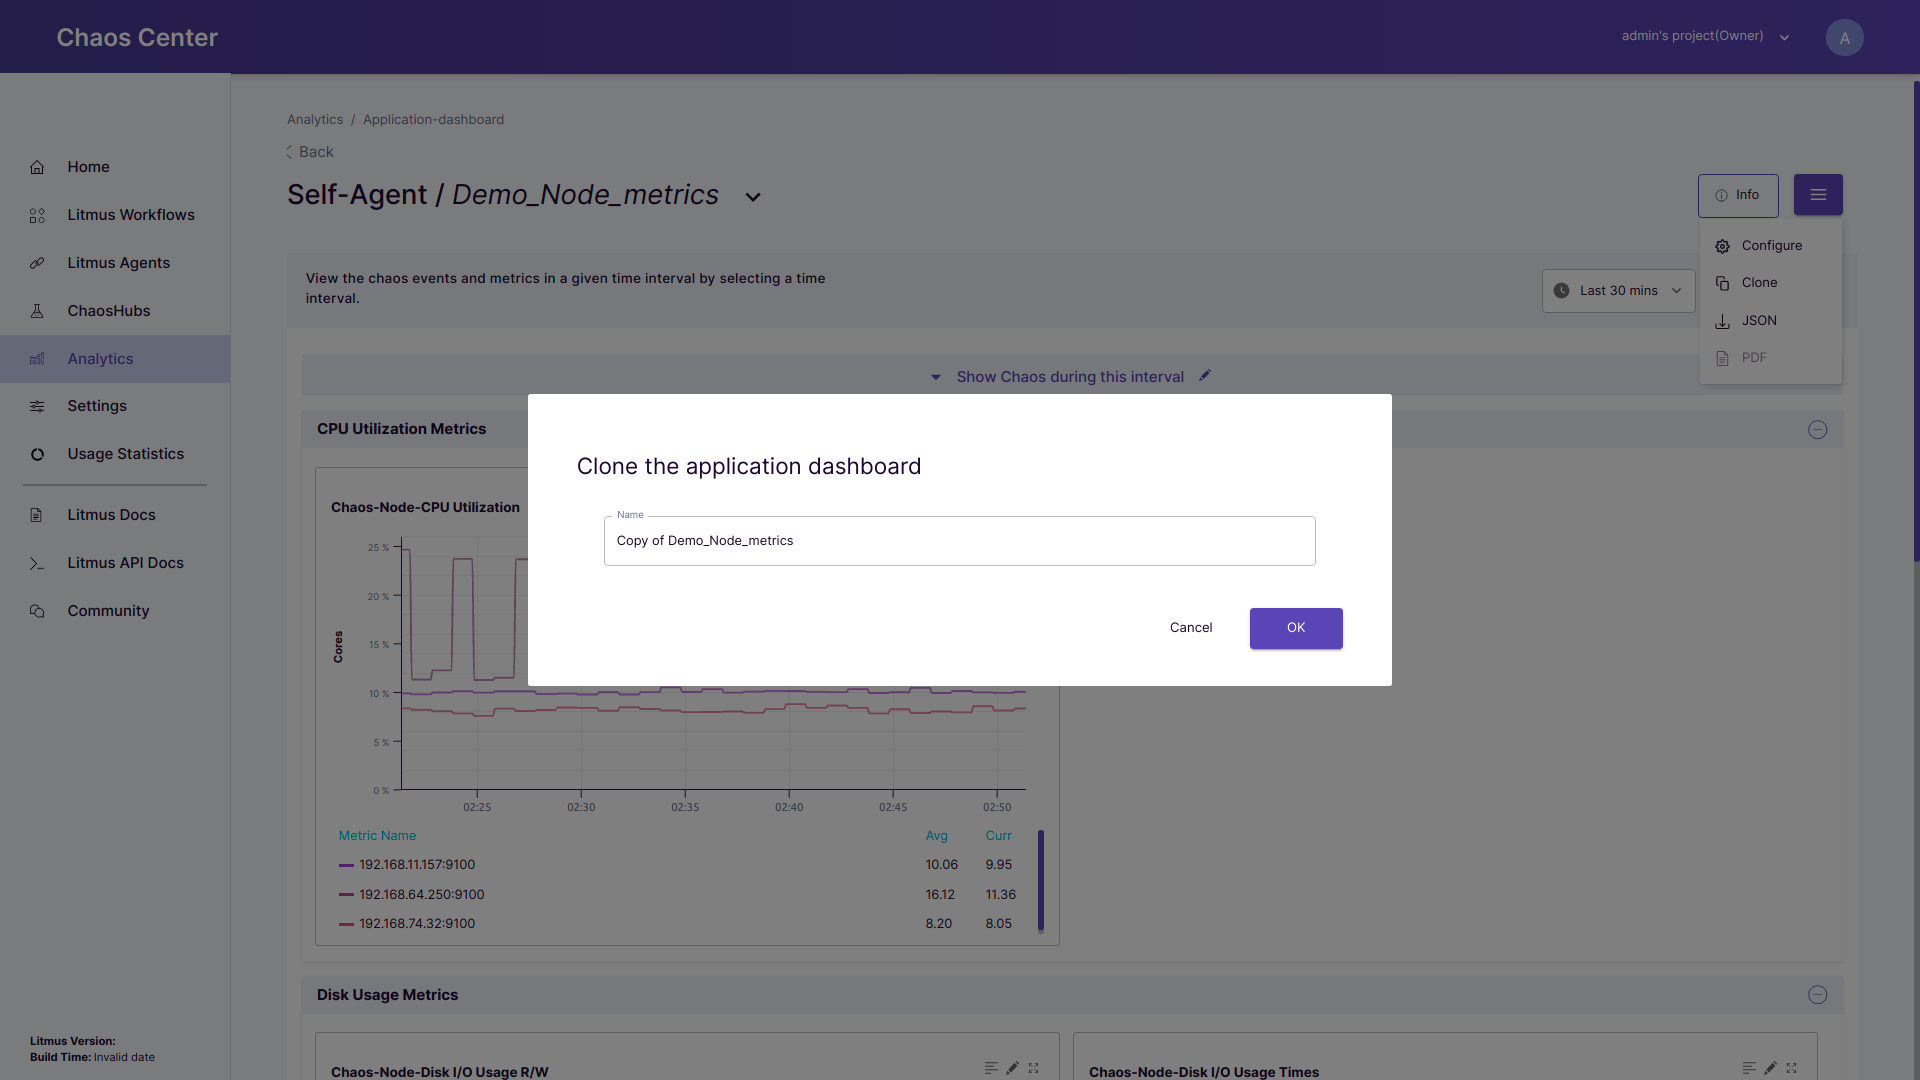 Chaos Center
admin's project(Owner)
A
Home
Litmus Workflows
Litmus Agents
ChaosHubs
Analytics
Settings
Usage Statistics
Litmus Docs
Litmus API Docs
Community
Litmus Version:
Build Time: Invalid date
Analytics / Application-dashboard
Back
Self-Agent / Demo_Node_metrics
Info
Configure
Clone
JSON
PDF
View the chaos events and metrics in a given time interval by selecting a time
interval.
Last 30 mins
Show Chaos during this interval
CPU Utilization Metrics
Clone the application dashboard
Name
Copy of Demo_Node_metrics
Cancel
OK
Chaos-Node-CPU Utilization
Cores
25 %
20 %
15 %
10 %
5 %
0 %
02:25 02:30 02:35 02:40 02:45 02:50
Metric Name Avg Curr
192.168.11.157:9100 10.06 9.95
192.168.64.250:9100 16.12 11.36
192.168.74.32:9100 8.20 8.05
Disk Usage Metrics
Chaos-Node-Disk I/O Usage R/W
Chaos-Node-Disk I/O Usage Times